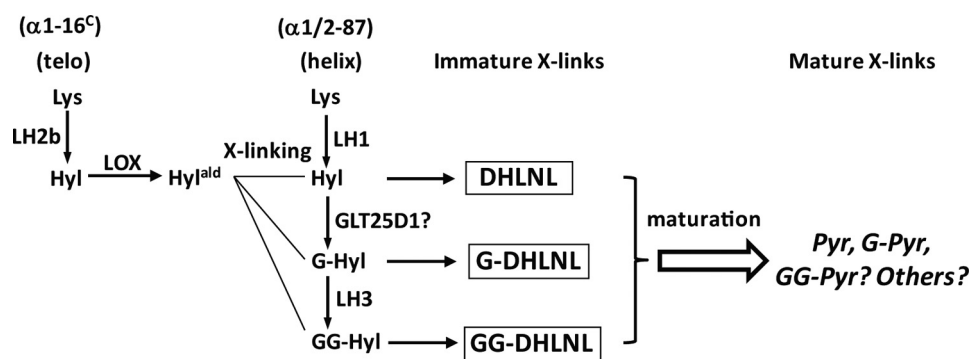 (α1-16ᶜ) (α1/2-87)
(telo) (helix) Immature X-links Mature X-links
Lys Lys
LH2b LH1
LOX X-linking
Hyl Hylᵃˡᵈ Hyl DHLNL
GLT25D1? maturation
G-Hyl G-DHLNL Pyr, G-Pyr,
GG-Pyr? Others?
LH3
GG-Hyl GG-DHLNL